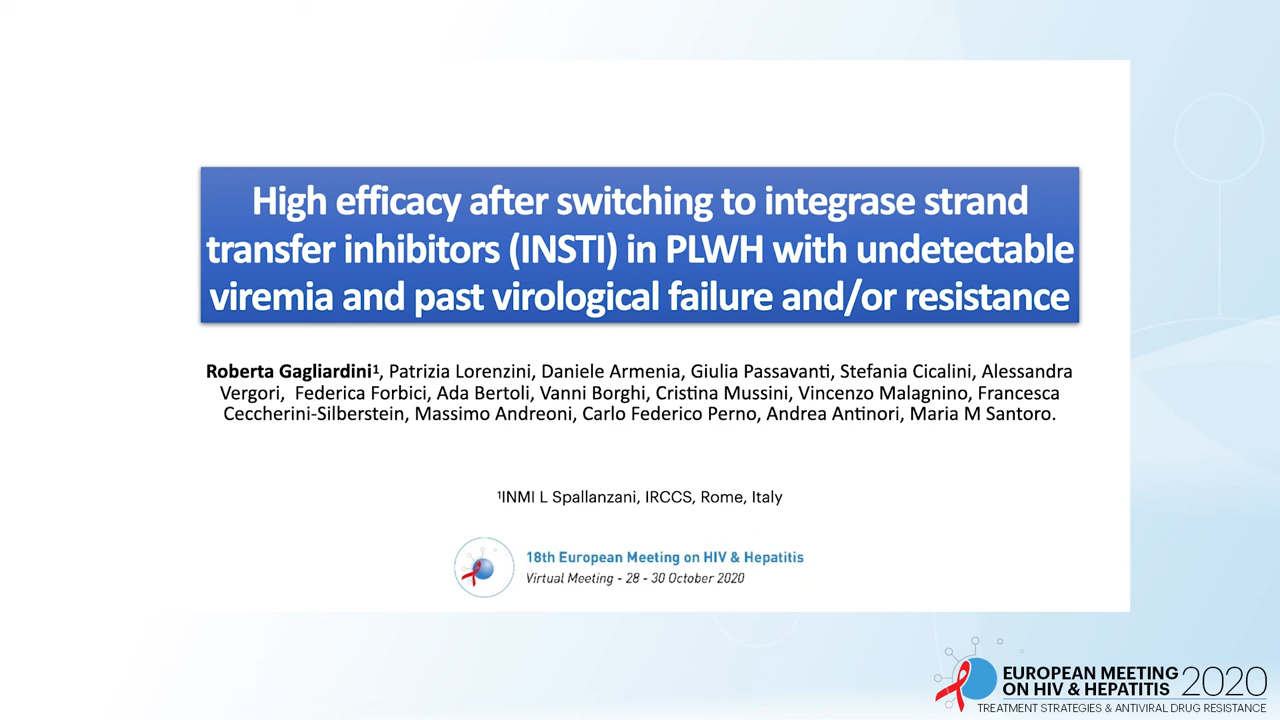 High efficacy after switching to integrase strand
transfer inhibitors (INSTI) in PLWH with undetectable
viremia and past virological failure and/or resistance
Roberta Gagliardini¹, Patrizia Lorenzini, Daniele Armenia, Giulia Passavanti, Stefania Cicalini, Alessandra
Vergori, Federica Forbici, Ada Bertoli, Vanni Borghi, Cristina Mussini, Vincenzo Malagnino, Francesca
Ceccherini-Silberstein, Massimo Andreoni, Carlo Federico Perno, Andrea Antinori, Maria M Santoro.
¹INMI L Spallanzani, IRCCS, Rome, Italy
18th European Meeting on HIV & Hepatitis
Virtual Meeting - 28 - 30 October 2020
EUROPEAN MEETING
ON HIV & HEPATITIS 2020
TREATMENT STRATEGIES & ANTIVIRAL DRUG RESISTANCE